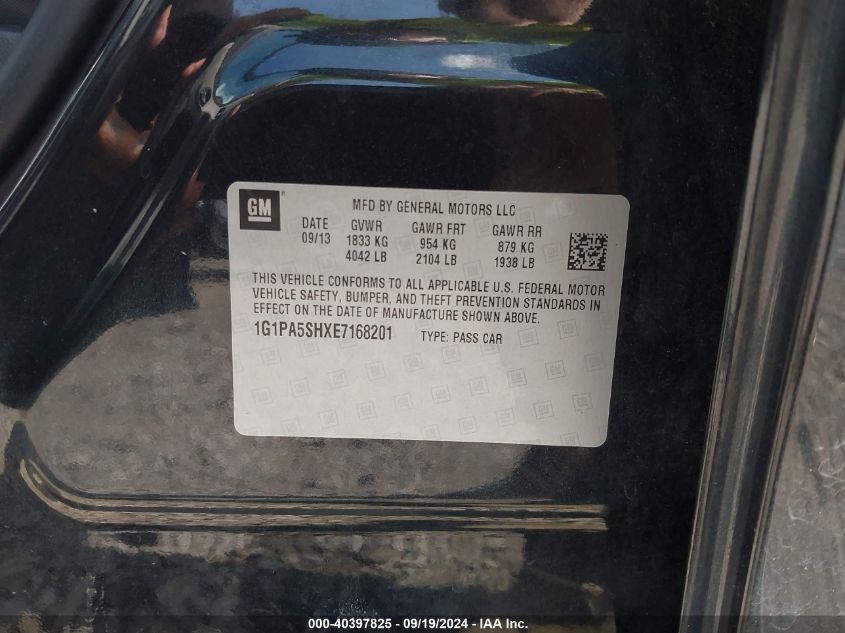 GM ® MFD BY GENERAL MOTORS LLC
DATE GVWR GAWR FRT GAWR RR
09/13 1833 KG 954 KG 879 KG
4042 LB 2104 LB 1938 LB
THIS VEHICLE CONFORMS TO ALL APPLICABLE U.S. FEDERAL MOTOR
VEHICLE SAFETY, BUMPER, AND THEFT PREVENTION STANDARDS IN
EFFECT ON THE DATE OF MANUFACTURE SHOWN ABOVE.
1G1PA5SHXE7168201 TYPE: PASS CAR
000-40397825 - 09/19/2024 - IAA Inc.